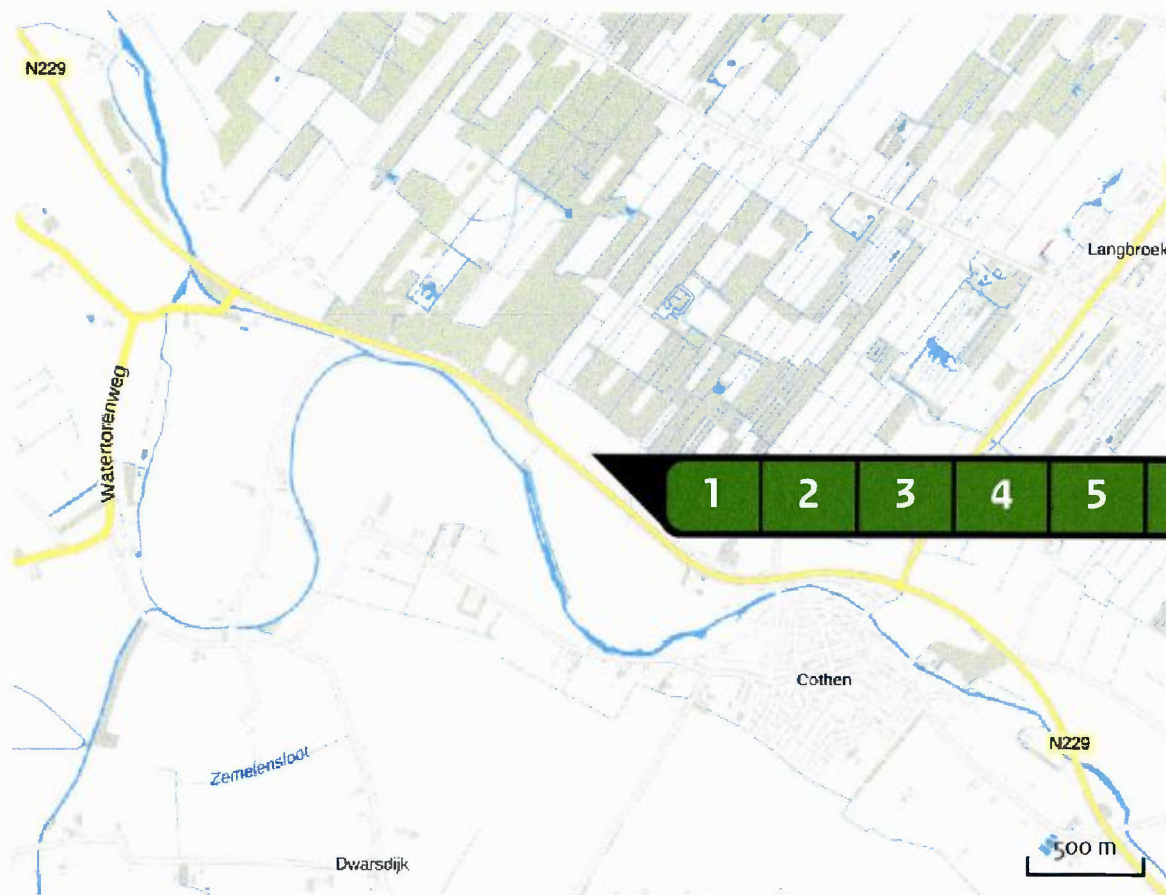 N229
Langbroek
Watertorenweg
1 2 3 4 5
Cothen
N229
Zemelensloot
500 m
Dwarsdijk